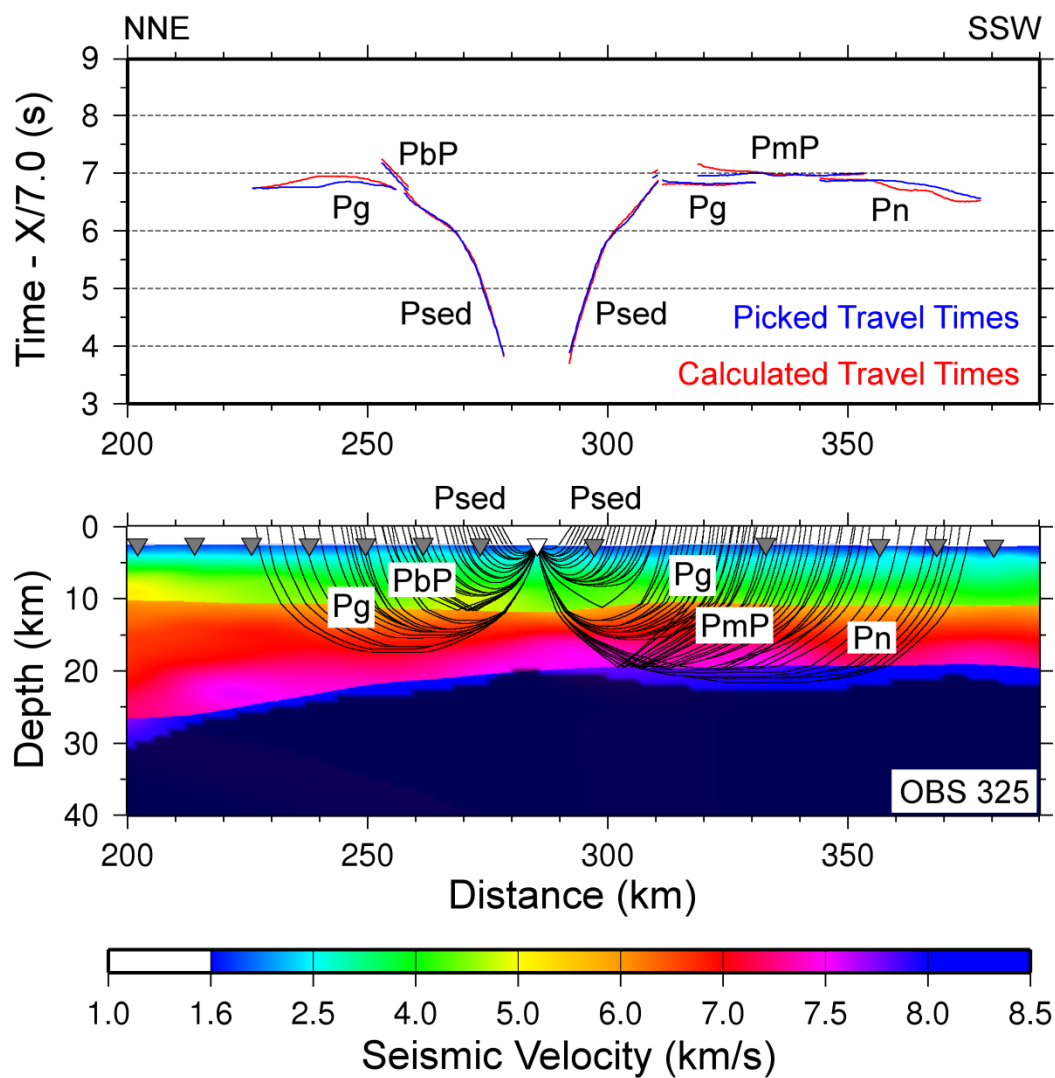 NNE SSW
9
8
7
6
5
4
3
Time - X/7.0 (s)
PbP
PmP
Pg
Pg
Pn
Psed
Psed
Picked Travel Times
Calculated Travel Times
200 250 300 350
Psed Psed
0
10
20
30
40
Depth (km)
PbP
Pg
Pg
PmP
Pn
OBS 325
200 250 300 350
Distance (km)
1.0 1.6 2.5 4.0 5.0 6.0 7.0 7.5 8.0 8.5
Seismic Velocity (km/s)